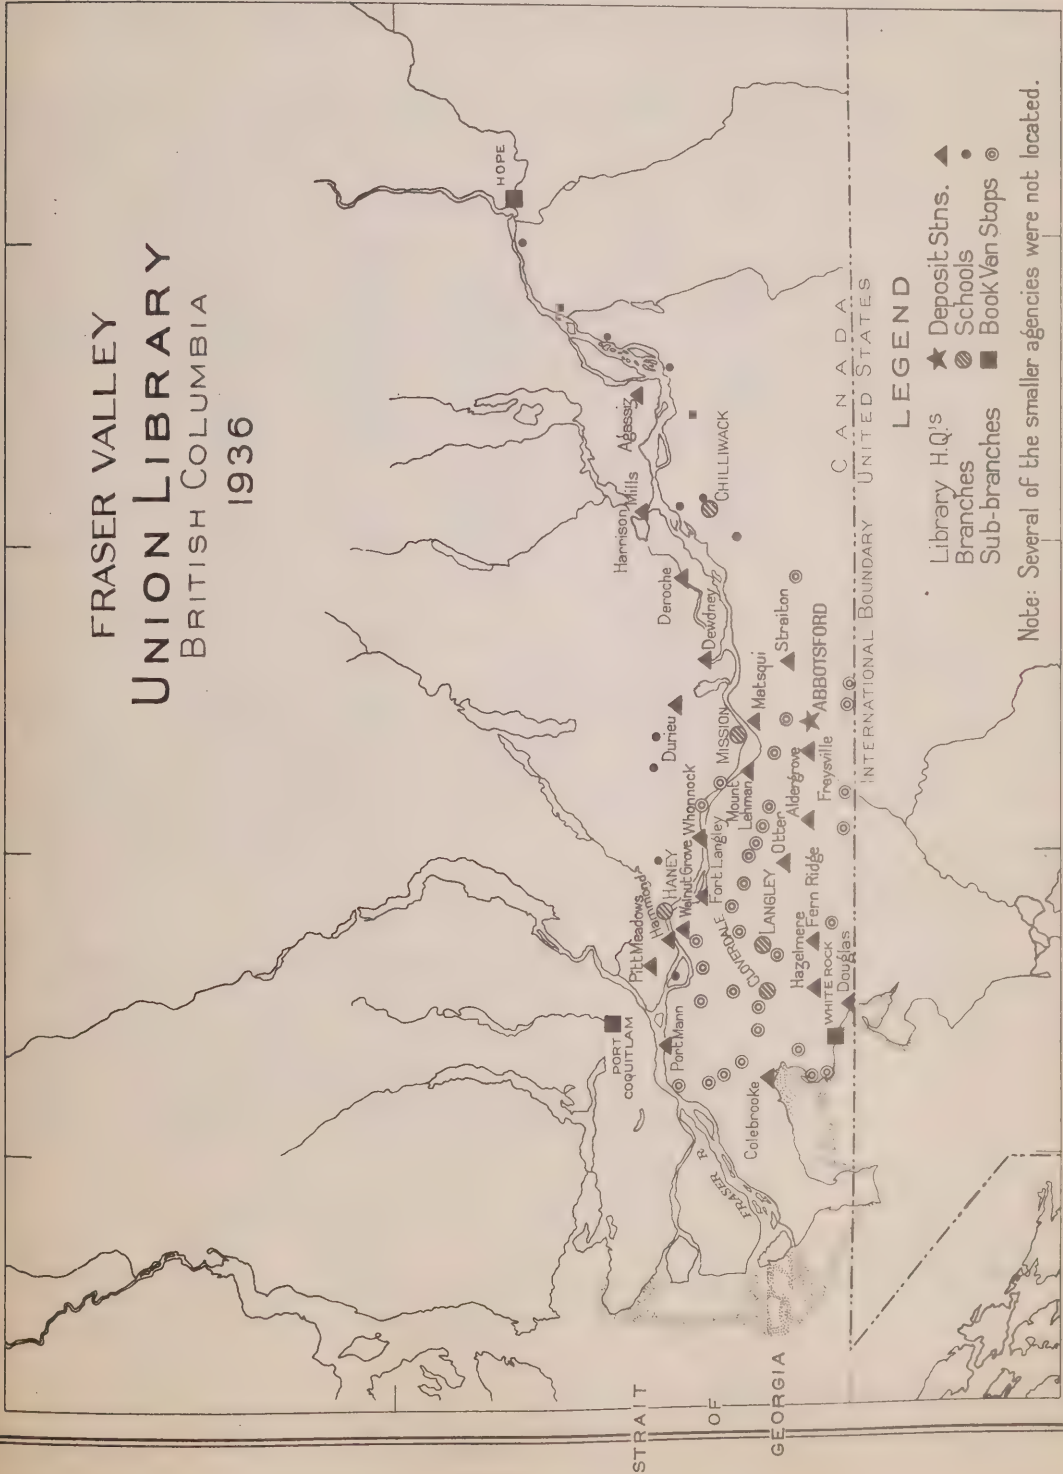 FRASER VALLEY
UNION LIBRARY
BRITISH COLUMBIA
1936
HOPE
Agassiz
Harrison Mills
CHILLIWACK
Deroche
Dewdney
Straiton
Durieu
MISSION
Matsqui
ABBOTSFORD
Whonnock
Mount
Lehman
Aldergrove
Freysville
HANEY
Hammond
Pitt Meadows
Walnut Grove
Fort Langley
Otter
LANGLEY
CLOVERDALE
Fern Ridge
Hazelmere
WHITE ROCK
Douglas
PORT
COQUITLAM
Port Mann
Colebrooke
FRASER R
STRAIT
OF
GEORGIA
CANADA
INTERNATIONAL BOUNDARY UNITED STATES
LEGEND
Library H.Q.'s
Deposit Stns.
Branches
Schools
Sub-branches
Book Van Stops
Note: Several of the smaller agencies were not located.